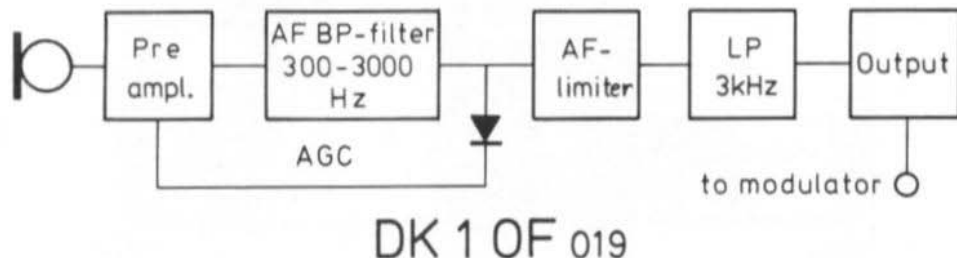 Pre
ampl.
AF BP-filter
300-3000
Hz
AF-
limiter
LP
3kHz
Output
AGC
to modulator
DK 1 OF 019